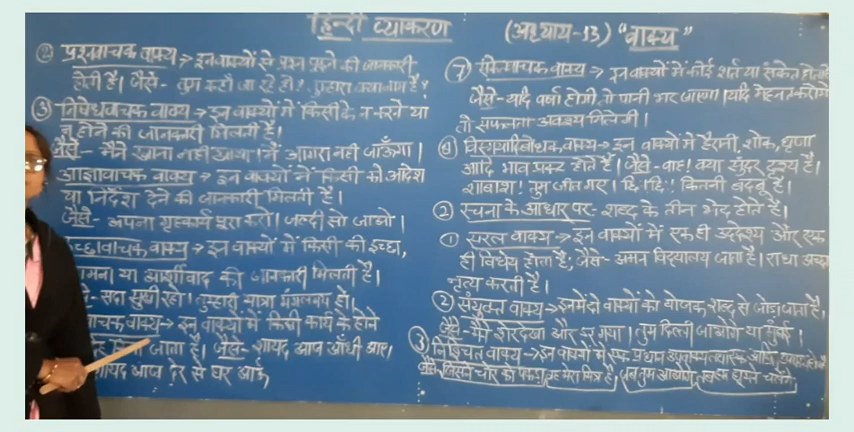 हिन्दी व्याकरण (अध्याय-13) "वाक्य"
② प्रश्नवाचक वाक्य → इन वाक्यों से प्रश्न पूछने की जानकारी
होती है। जैसे- तुम कहाँ जा रहे हो? तुम्हारा क्या नाम है?
③ निषेधवाचक वाक्य → इन वाक्यों में किसी के न करने या
न होने की जानकारी मिलती है।
जैसे- मैंने खाना नहीं खाया। मैं आगरा नहीं जाऊँगा।
आज्ञावाचक वाक्य → इन वाक्यों में किसी को आदेश
या निर्देश देने की जानकारी मिलती है।
जैसे- अपना गृहकार्य पूरा करो। जल्दी सो जाओ।
च्छावाचक वाक्य → इन वाक्यों में किसी की इच्छा,
कामना या आर्शीवाद की जानकारी मिलती है।
- सदा सुखी रहो। तुम्हारी यात्रा मंगलमय हो।
वाचक वाक्य → इन वाक्यों में किसी कार्य के होने
किया जाता है। जैसे- शायद आज आँधी आए।
शायद आज देर से घर आऊँ
⑦ संकेतवाचक वाक्य → इन वाक्यों में कोई शर्त या संकेत
जैसे- यदि वर्षा होगी तो पानी भर जाएगा। यदि मेहनत करोगे
तो सफलता अवश्य मिलेगी।
⑧ विस्मयादिबोधक वाक्य → इन वाक्यों में हैरानी, शोक, घृणा
आदि भाव प्रकट होते हैं। जैसे- वाह! क्या सुंदर दृश्य है।
शाबाश! तुम जीत गए। छि! छि! कितनी बदबू है।
② रचना के आधार पर- शब्द के तीन भेद होते हैं।
① सरल वाक्य → इन वाक्यों में एक ही उद्देश्य और एक
ही विधेय होता है, जैसे- अमन विद्यालय जाता है। राधा अच्छा
नृत्य करती है।
② संयुक्त वाक्य → इनमें दो वाक्यों को योजक शब्द से जोड़ा जाता है।
जैसे- मैंने शेर देखा और डर गया। तुम दिल्ली जाओगे या मुंबई।
③ मिश्रित वाक्य → इन वाक्यों में एक प्रधान उपवाक्य
जैसे जिसने चोर को पकड़ा वह मेरा मित्र है, जब तुम आओगे तब हम घूमने चलेंगे,